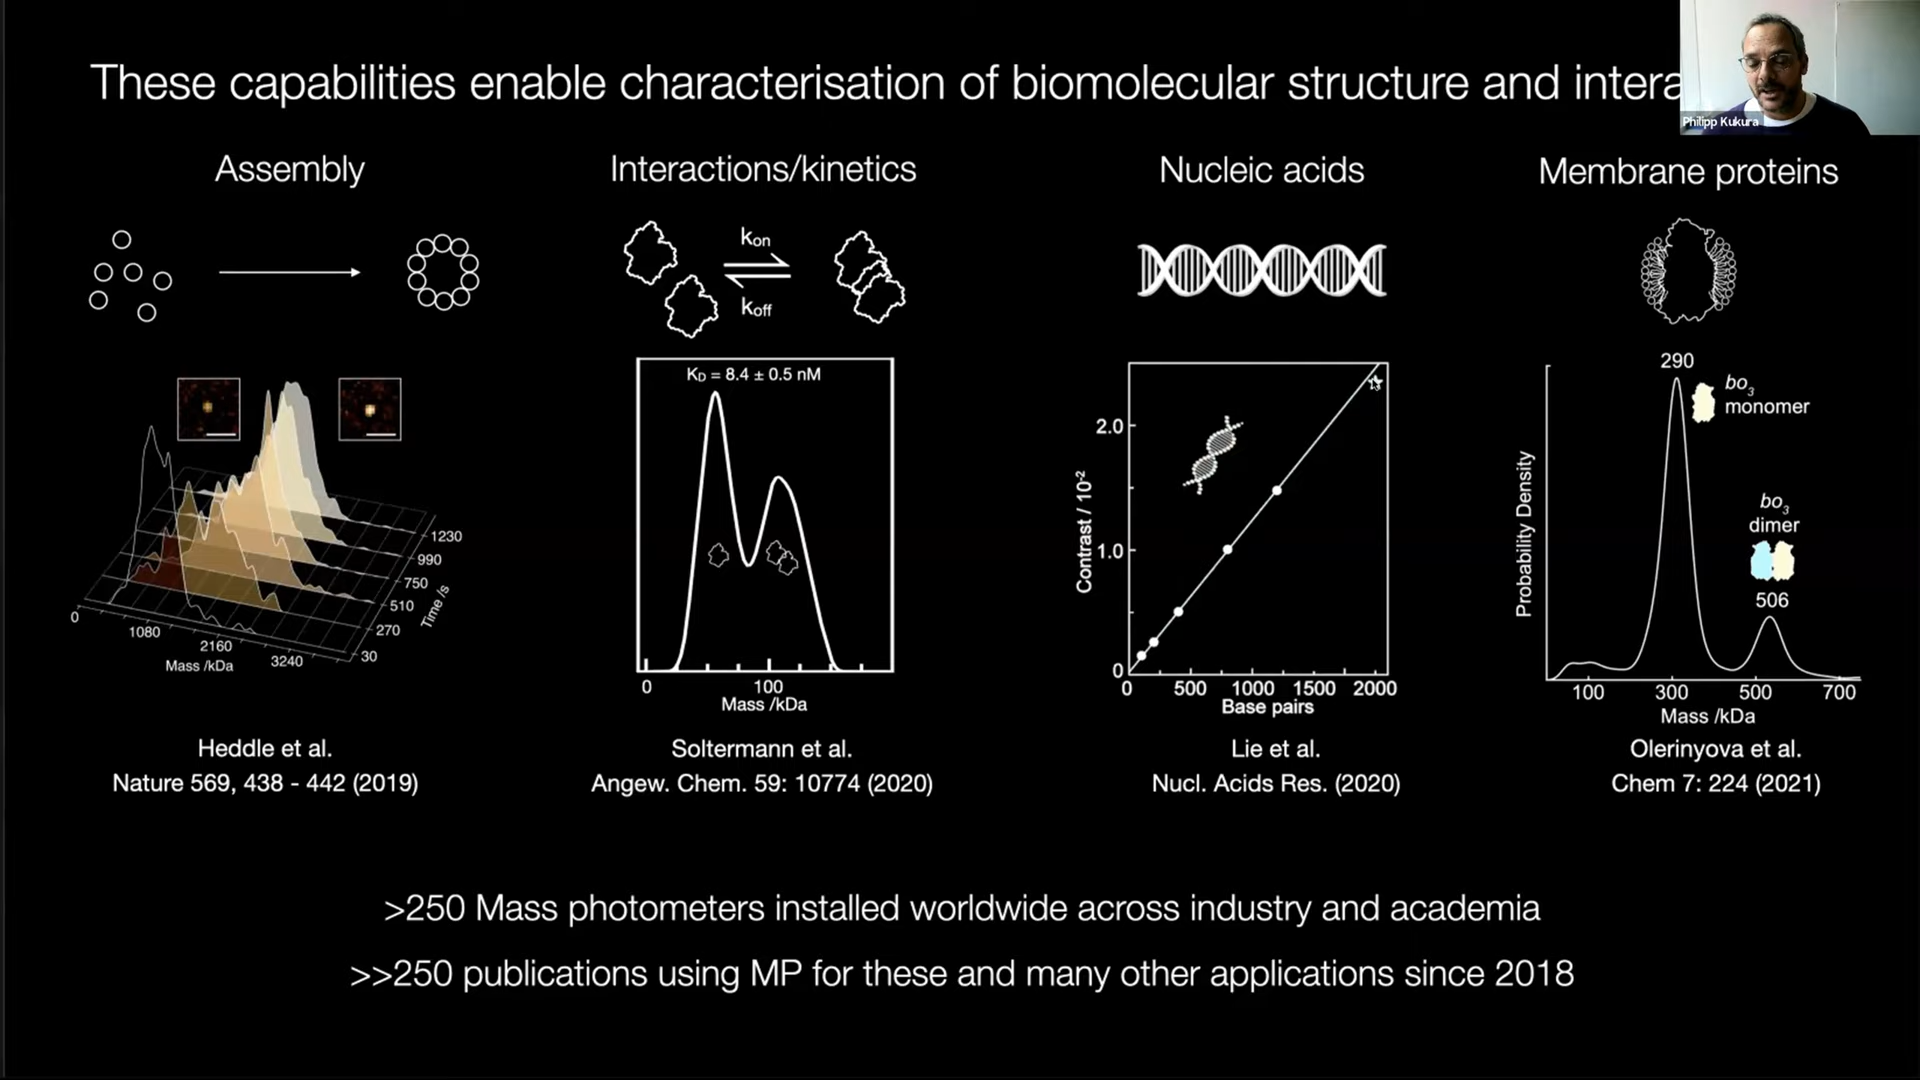 These capabilities enable characterisation of biomolecular structure and intera
Philipp Kukura
Assembly
Interactions/kinetics
Nucleic acids
Membrane proteins
kon
koff
1230
990
750
510
270
30
Time /s
0
1080
2160
3240
Mass /kDa
KD = 8.4 ± 0.5 nM
0
100
Mass /kDa
2.0
1.0
0
Contrast / 10-2
0
500
1000
1500
2000
Base pairs
290
bo3
monomer
bo3
dimer
506
Probability Density
100
300
500
700
Mass /kDa
Heddle et al.
Nature 569, 438 - 442 (2019)
Soltermann et al.
Angew. Chem. 59: 10774 (2020)
Lie et al.
Nucl. Acids Res. (2020)
Olerinyova et al.
Chem 7: 224 (2021)
>250 Mass photometers installed worldwide across industry and academia
>>250 publications using MP for these and many other applications since 2018